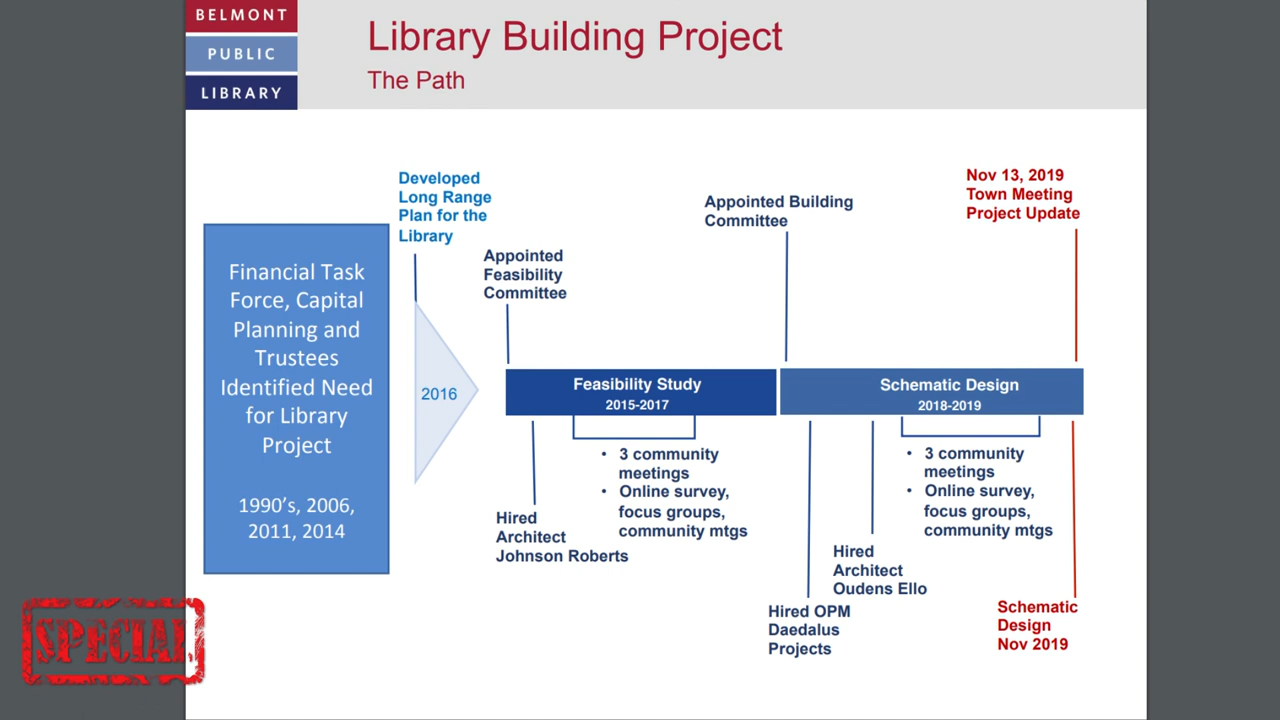 BELMONT
PUBLIC
LIBRARY
Library Building Project
The Path
Financial Task
Force, Capital
Planning and
Trustees
Identified Need
for Library
Project
1990's, 2006,
2011, 2014
Developed
Long Range
Plan for the
Library
2016
Appointed
Feasibility
Committee
Appointed Building
Committee
Nov 13, 2019
Town Meeting
Project Update
Feasibility Study
2015-2017
Schematic Design
2018-2019
Hired
Architect
Johnson Roberts
• 3 community
meetings
• Online survey,
focus groups,
community mtgs
Hired OPM
Daedalus
Projects
Hired
Architect
Oudens Ello
• 3 community
meetings
• Online survey,
focus groups,
community mtgs
Schematic
Design
Nov 2019
SPECIAL